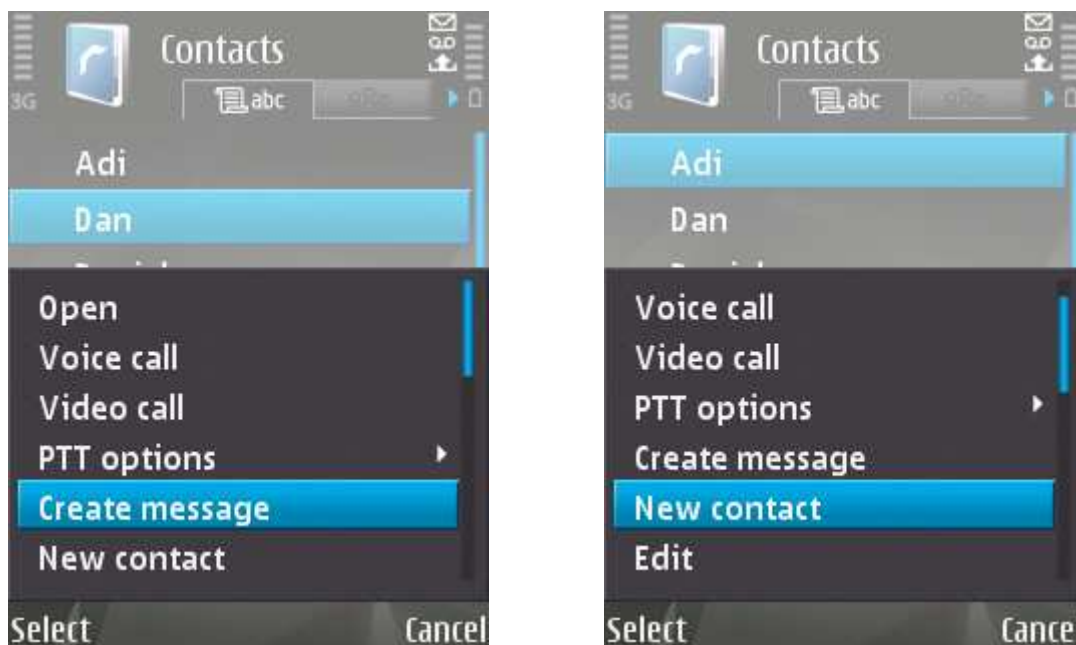 Contacts
3G
abc
Adi
Dan
Open
Voice call
Video call
PTT options
Create message
New contact
Select Cancel
Contacts
3G
abc
Adi
Dan
Voice call
Video call
PTT options
Create message
New contact
Edit
Select Cance